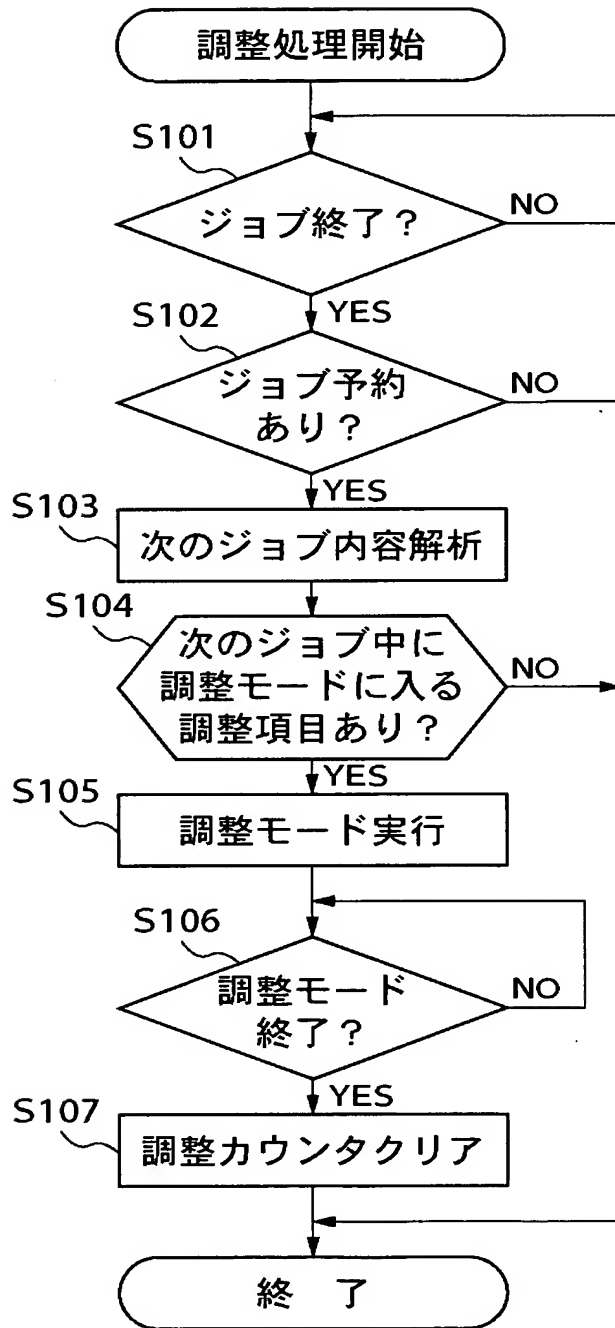 調整処理開始
S101
ジョブ終了？
NO
YES
S102
ジョブ予約
あり？
NO
YES
S103
次のジョブ内容解析
S104
次のジョブ中に
調整モードに入る
調整項目あり？
NO
YES
S105
調整モード実行
S106
調整モード
終了？
NO
YES
S107
調整カウンタクリア
終 了